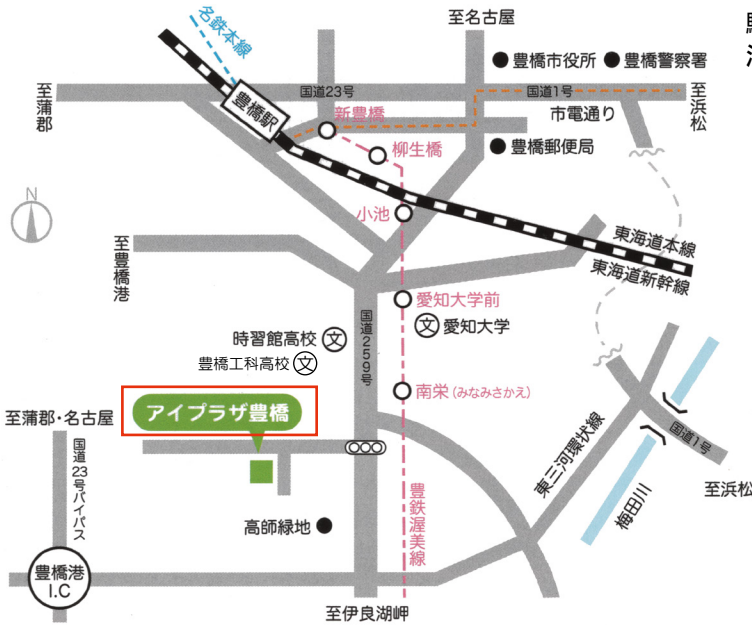 至名古屋
名鉄本線
豊橋市役所
豊橋警察署
国道23号
国道1号
至蒲郡
豊橋駅
至浜松
新豊橋
市電通り
柳生橋
豊橋郵便局
N
小池
東海道本線
東海道新幹線
至豊橋港
愛知大学前
国道259号
文 愛知大学
時習館高校 文
豊橋工科高校 文
南栄(みなみさかえ)
アイプラザ豊橋
至蒲郡・名古屋
国道23号バイパス
東三河環状線
国道1号
至浜松
梅田川
豊鉄渥美線
高師緑地
豊橋港
I.C
至伊良湖岬